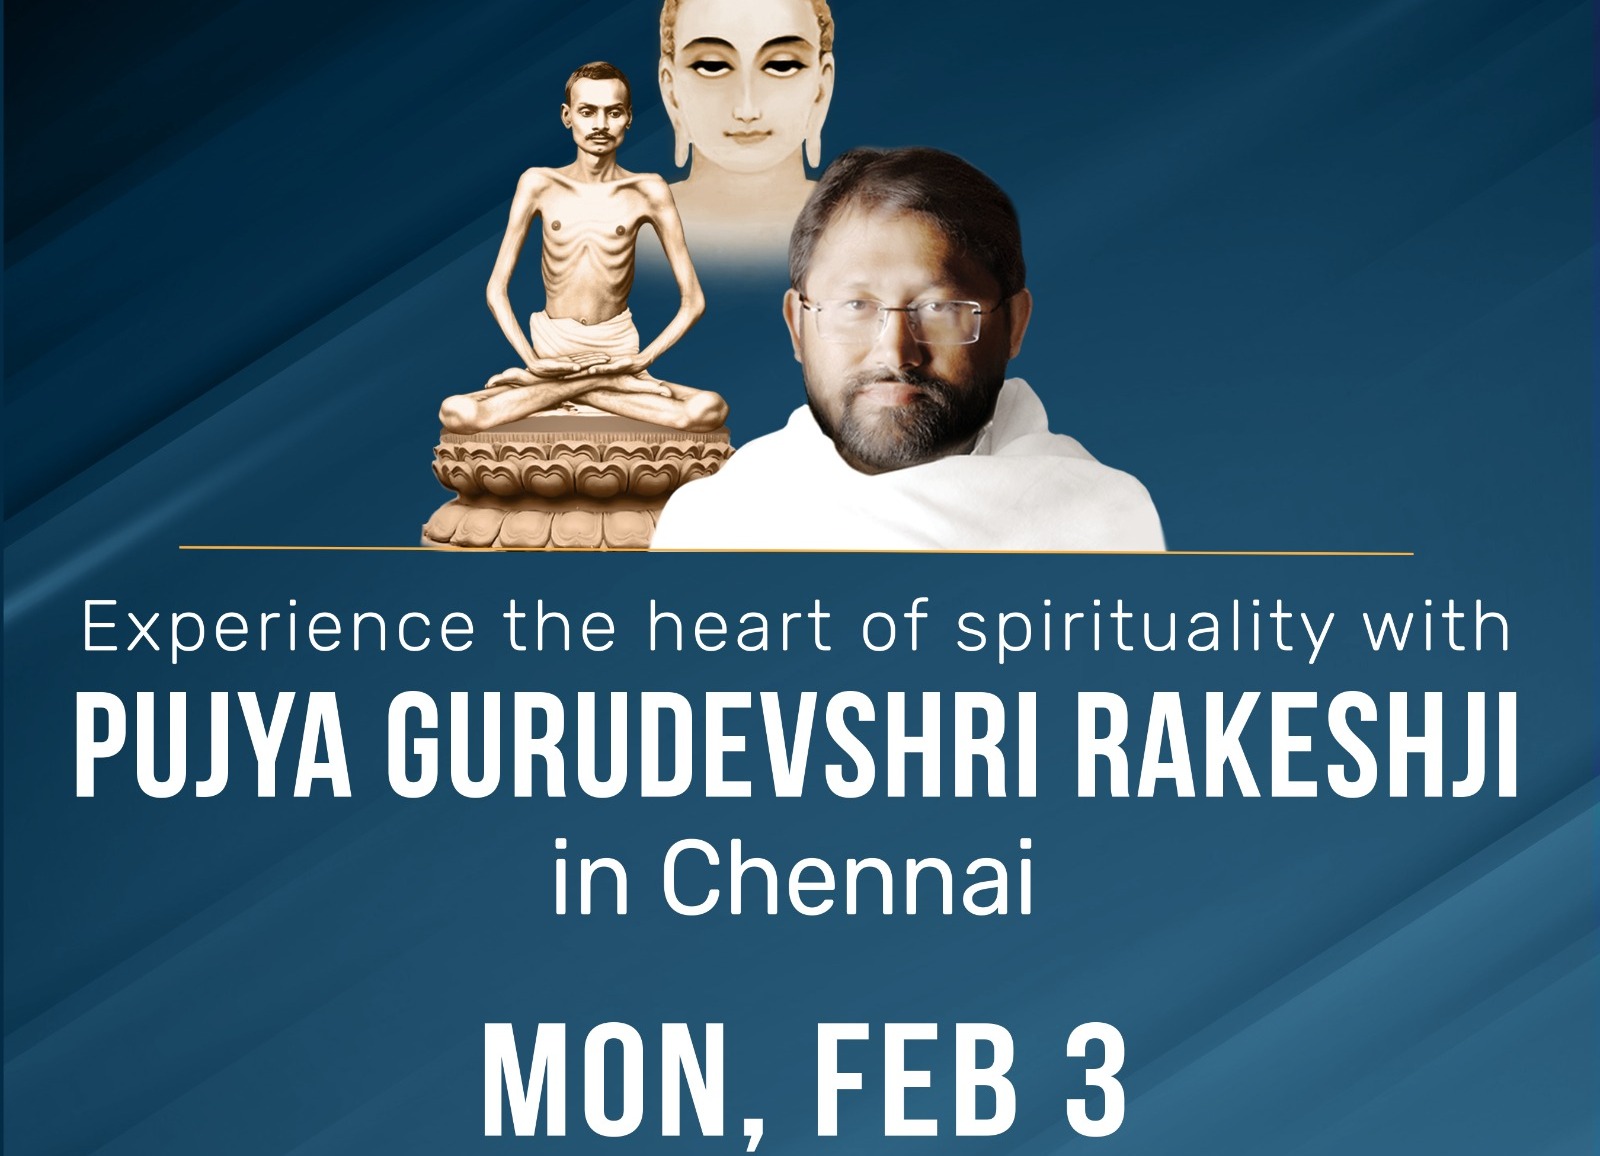 Experience the heart of spirituality with
PUJYA GURUDEVSHRI RAKESHJI
in Chennai
MON, FEB 3